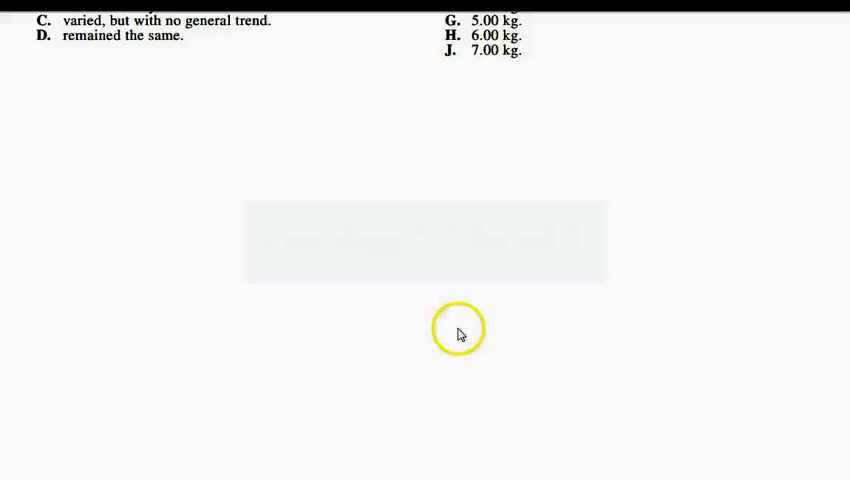 C. varied, but with no general trend.
D. remained the same.
G. 5.00 kg.
H. 6.00 kg.
J. 7.00 kg.